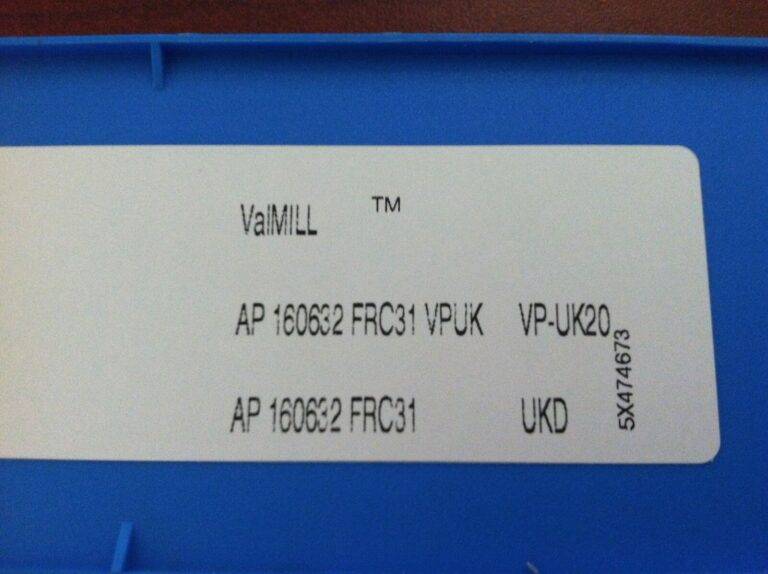 ValMILL ™
AP 160632 FRC31 VPUK VP-UK20
AP 160632 FRC31 UKD
5X474673